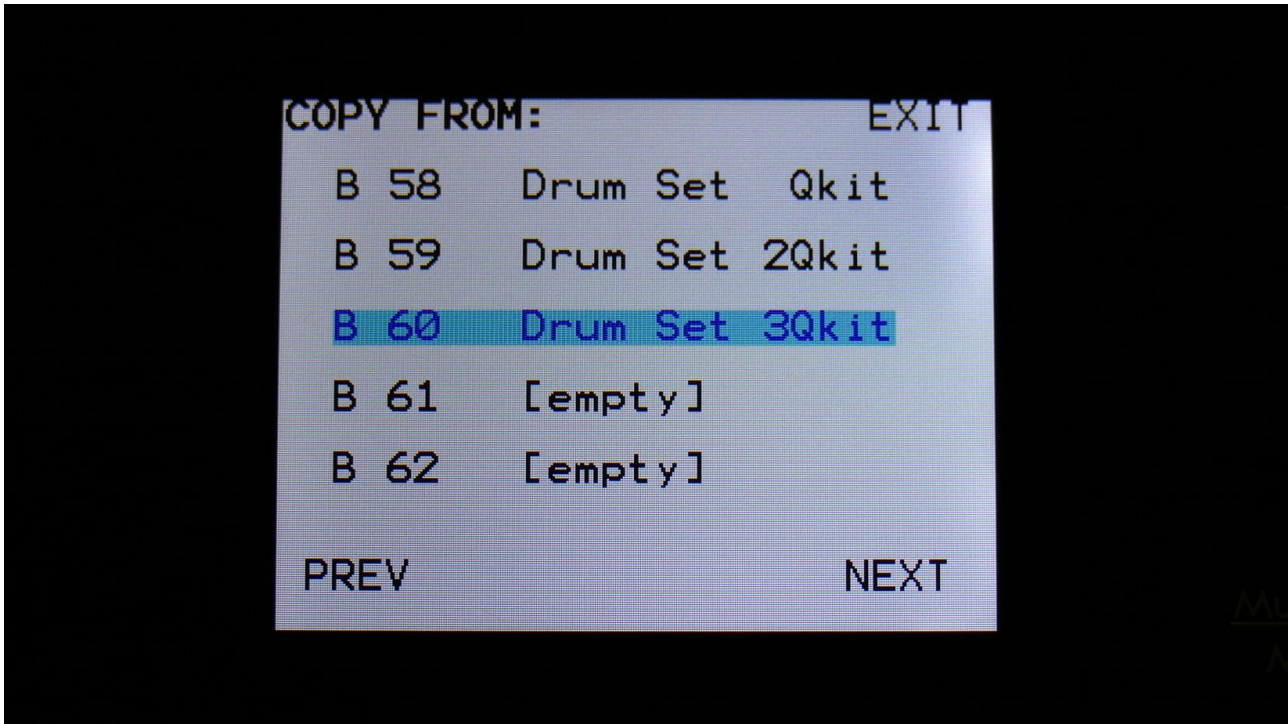 COPY FROM: EXIT
B 58 Drum Set Qkit
B 59 Drum Set 2Qkit
B 60 Drum Set 3Qkit
B 61 [empty]
B 62 [empty]
PREV NEXT